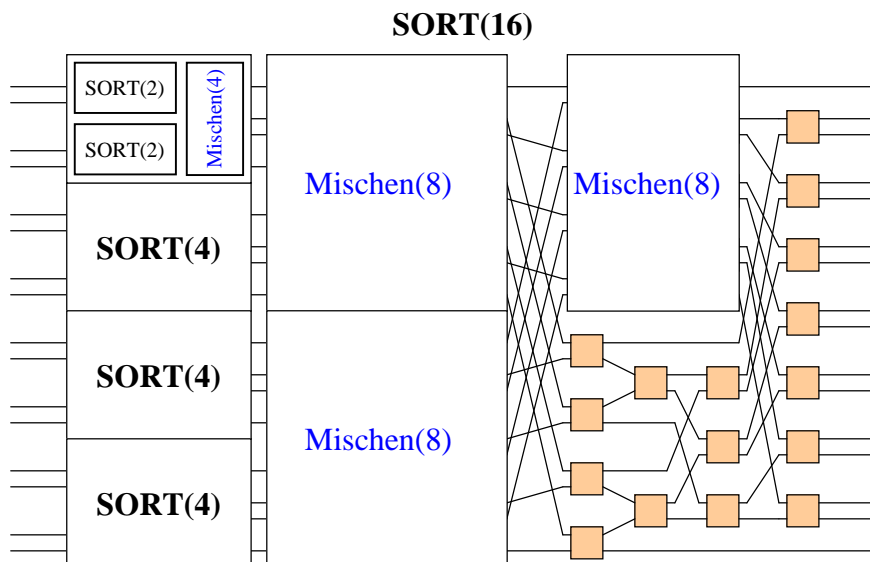 SORT(16)
SORT(2)
SORT(2)
Mischen(4)
SORT(4)
SORT(4)
SORT(4)
Mischen(8)
Mischen(8)
Mischen(8)